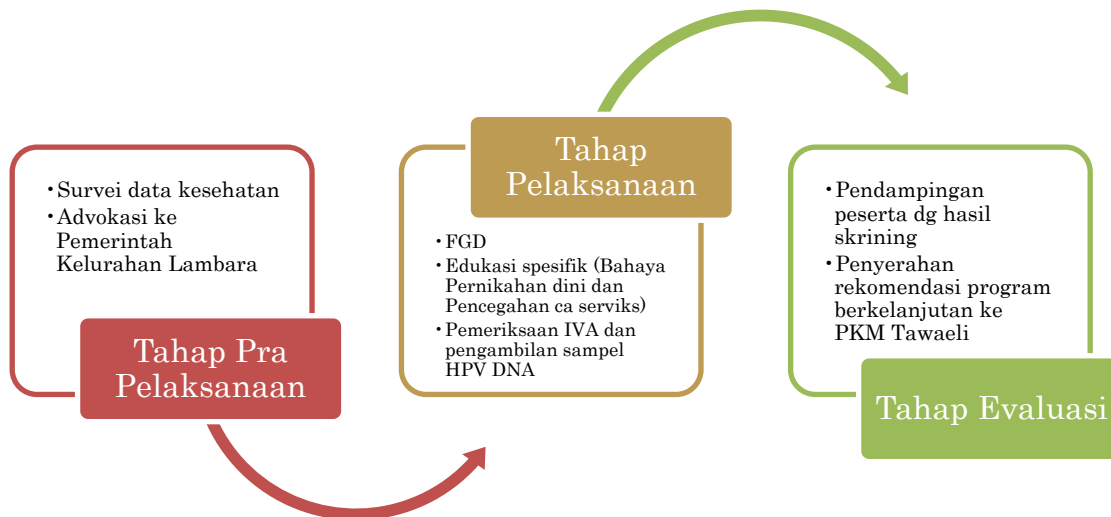 •Survei data kesehatan
•Advokasi ke
Pemerintah
Kelurahan Lambara
Tahap Pra
Pelaksanaan
Tahap
Pelaksanaan
•FGD
•Edukasi spesifik (Bahaya
Pernikahan dini dan
Pencegahan ca serviks)
•Pemeriksaan IVA dan
pengambilan sampel
HPV DNA
•Pendampingan
peserta dg hasil
skrining
•Penyerahan
rekomendasi program
berkelanjutan ke
PKM Tawaeli
Tahap Evaluasi